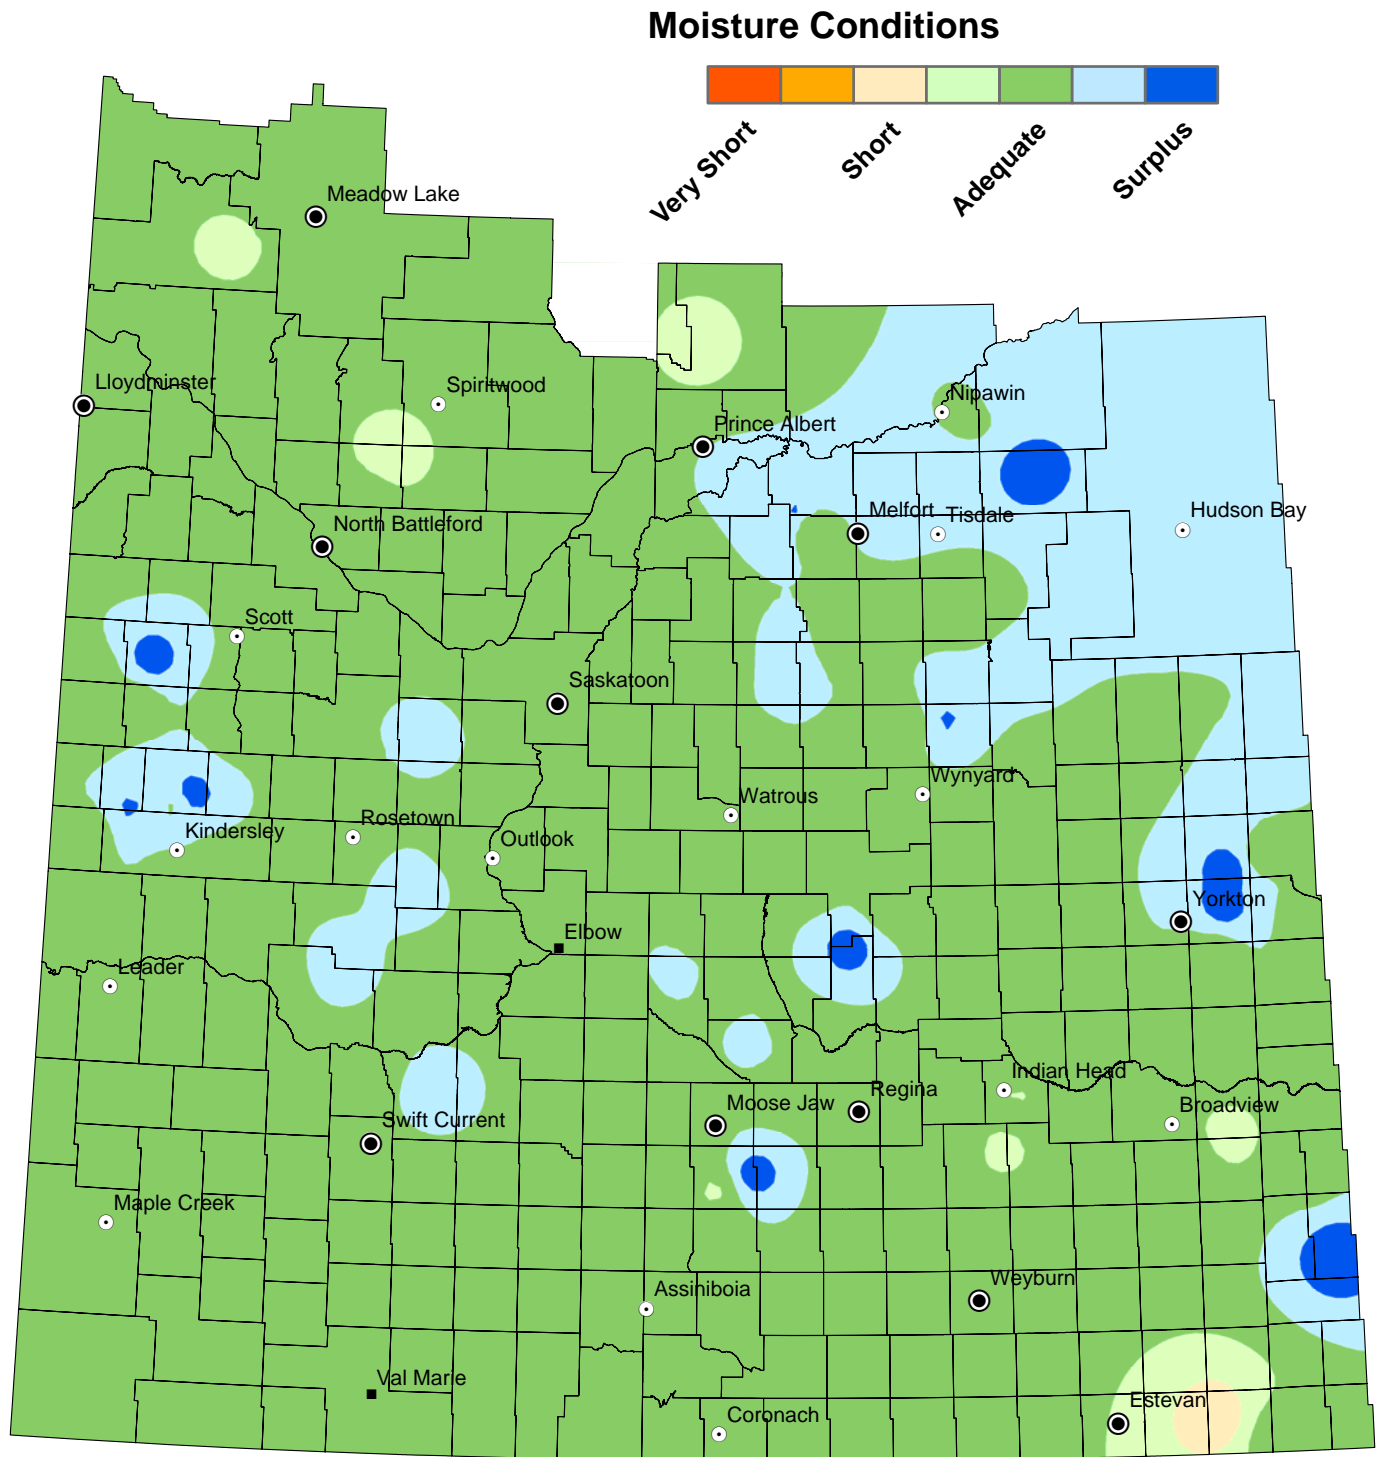 Moisture Conditions
Very Short
Short
Adequate
Surplus
Meadow Lake
Lloydminster
Spiritwood
Nipawin
Prince Albert
North Battleford
Melfort
Tisdale
Hudson Bay
Scott
Saskatoon
Wynyard
Watrous
Rosetown
Kindersley
Outlook
Yorkton
Elbow
Leader
Indian Head
Regina
Moose Jaw
Broadview
Swift Current
Maple Creek
Weyburn
Assiniboia
Val Marie
Estevan
Coronach